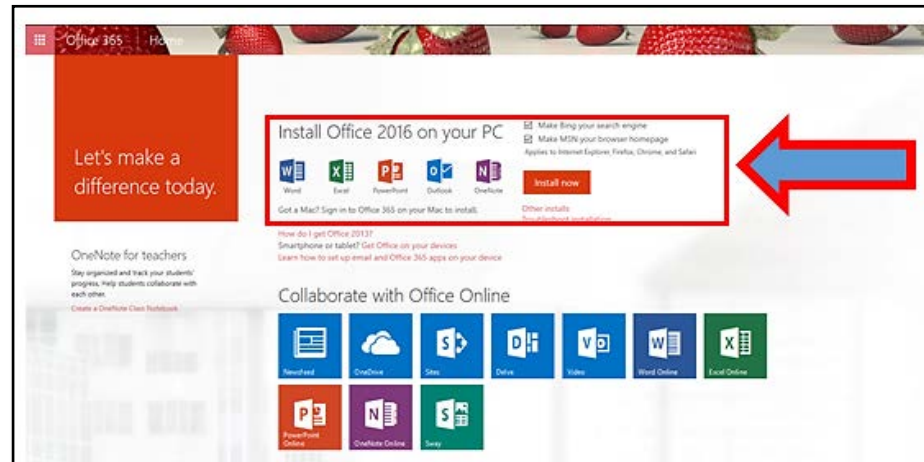 Office 365 Home
Let's make a
difference today.
Install Office 2016 on your PC
Word Excel PowerPoint Outlook OneNote
Got a Mac? Sign in to Office 365 on your Mac to install.
Make Bing your search engine
Make MSN your browser homepage
Applies to Internet Explorer, Firefox, Chrome, and Safari
Install now
Other installs
Troubleshoot installation
How do I get Office 2013?
Smartphone or tablet? Get Office on your devices
Learn how to set up email and Office 365 apps on your device
OneNote for teachers
Stay organized and track your students'
progress. Help students collaborate with
each other.
Create a OneNote Class Notebook
Collaborate with Office Online
Newsfeed OneDrive Sites Delve Video Word Online Excel Online
PowerPoint
Online OneNote Online Sway